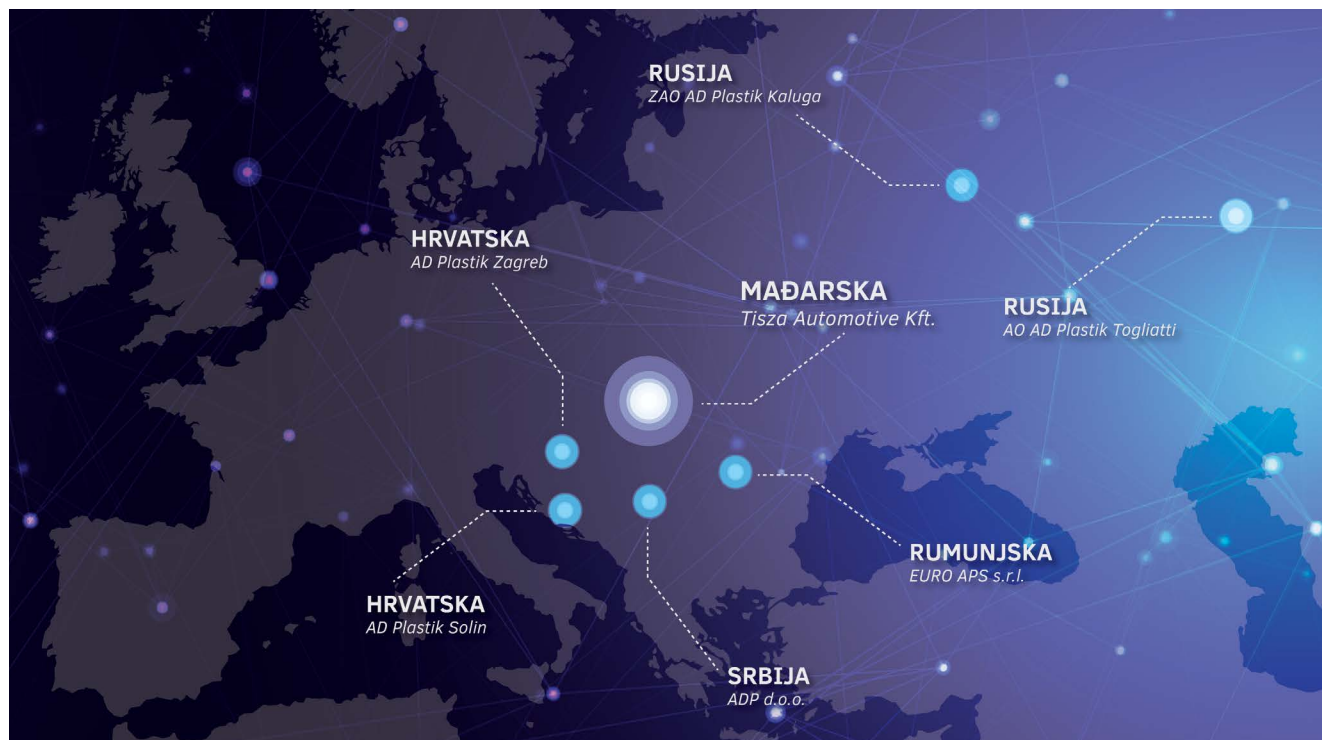 RUSIJA
ZAO AD Plastik Kaluga
HRVATSKA
AD Plastik Zagreb
MAĐARSKA
Tisza Automotive Kft.
RUSIJA
AO AD Plastik Togliatti
RUMUNJSKA
EURO APS s.r.l.
HRVATSKA
AD Plastik Solin
SRBIJA
ADP d.o.o.